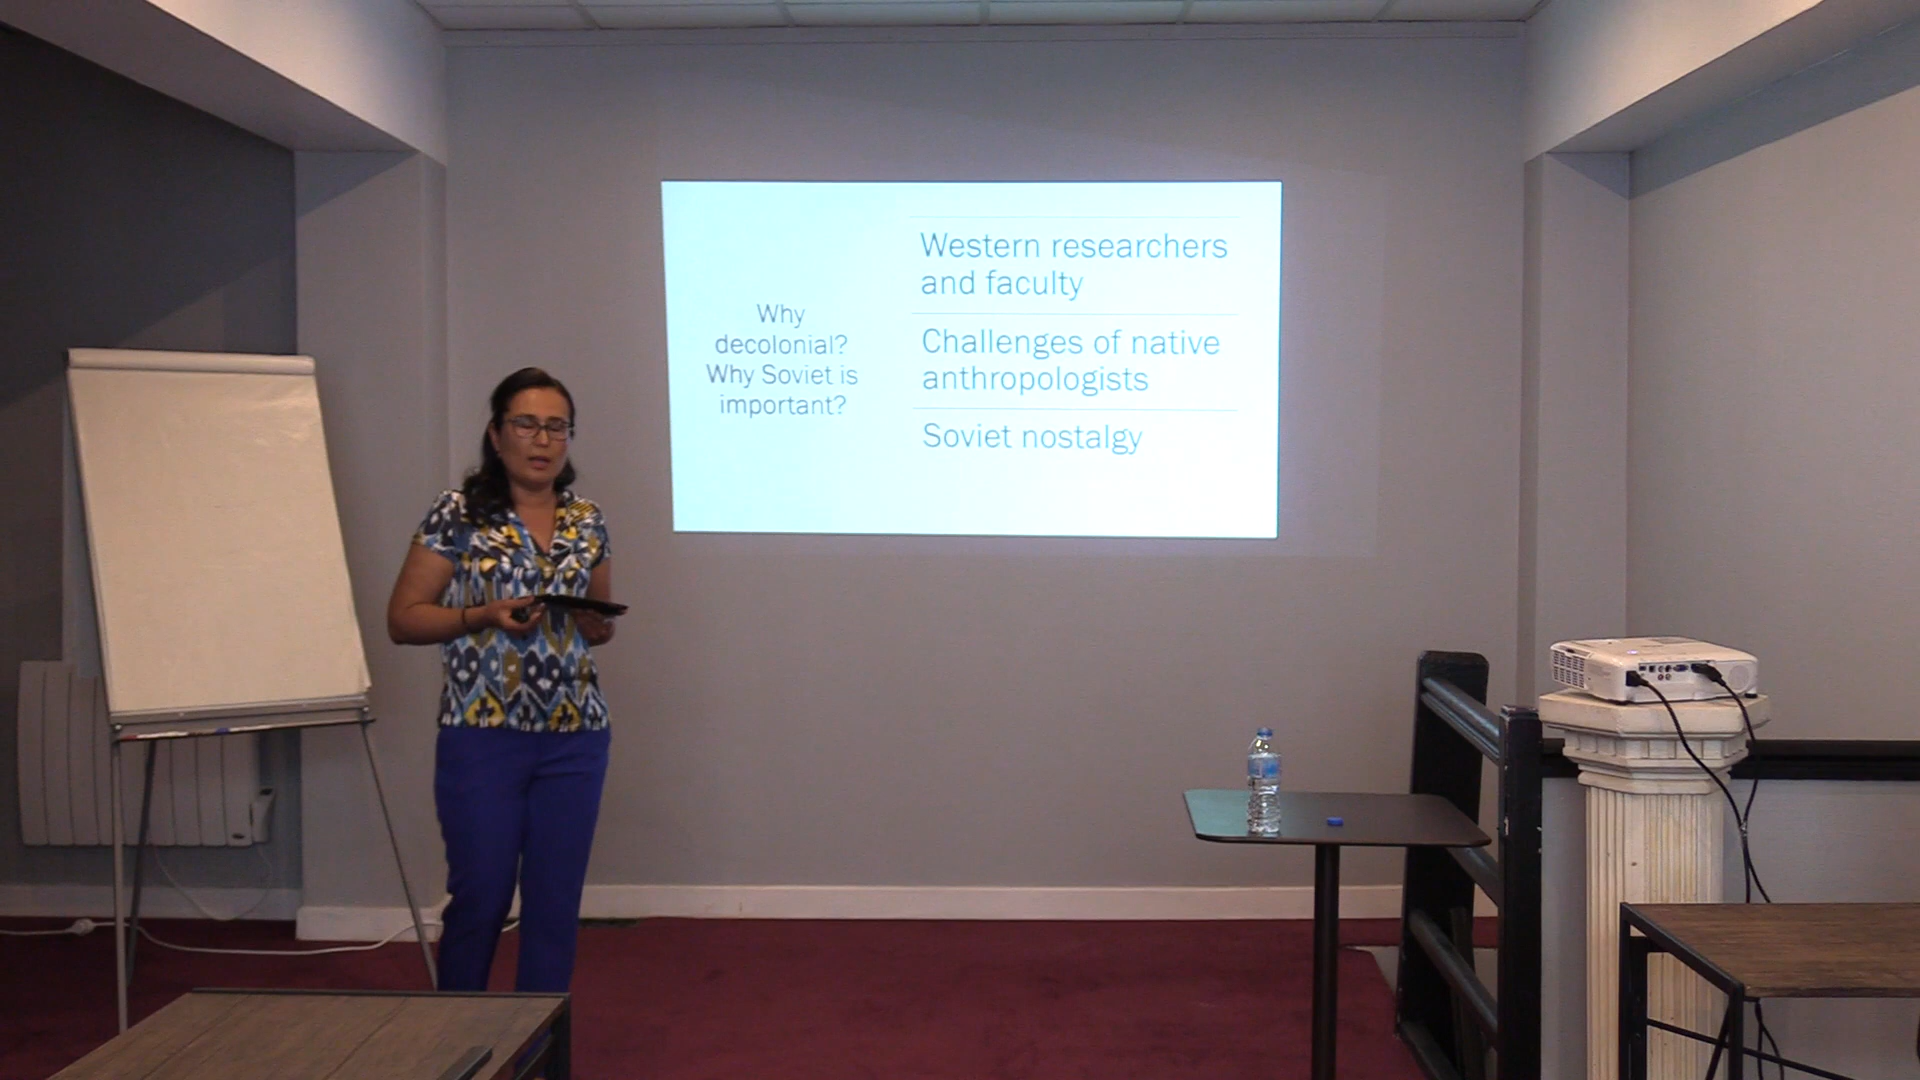 Why
decolonial?
Why Soviet is
important?
Western researchers
and faculty
Challenges of native
anthropologists
Soviet nostalgy